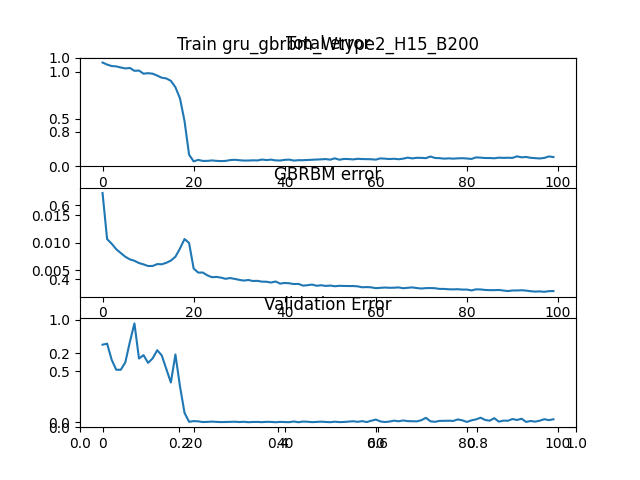 Train gru_gbrbm_Wtype2_H15_B200
Total error
1.0
1.0
0.5
0.8
0.0
0 20 40 60 80 100
GBRBM error
0.6
0.015
0.010
0.005
0.4
0 20 40 60 80 100
Validation Error
1.0
0.2
0.5
0.0
0.0
0.0 0 0.2 20 0.4 40 0.6 60 80 0.8 100 1.0